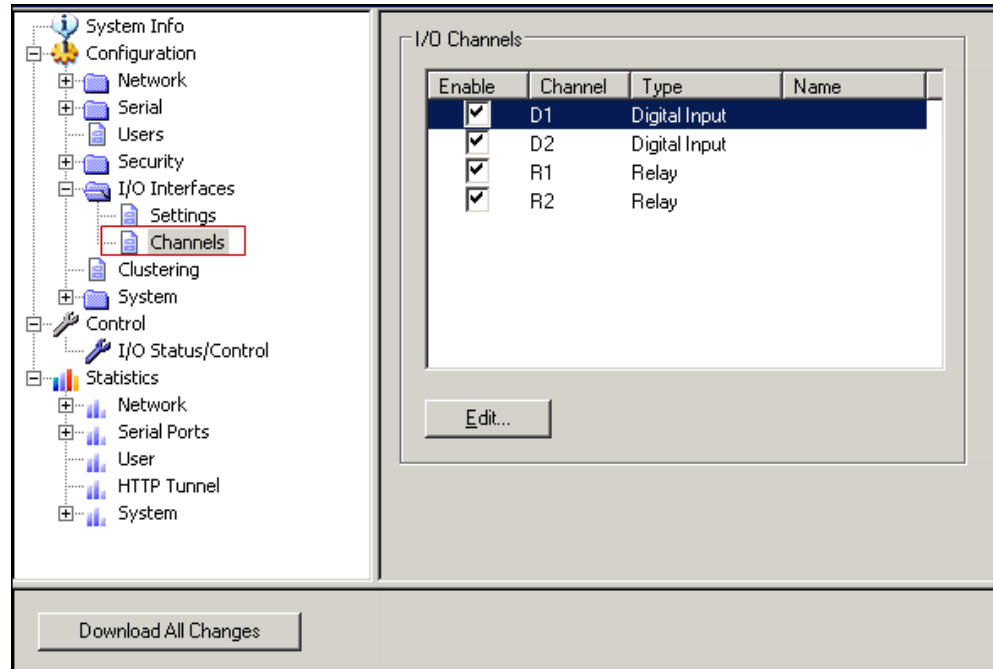 System Info
Configuration
Network
Serial
Users
Security
I/O Interfaces
Settings
Channels
Clustering
System
Control
I/O Status/Control
Statistics
Network
Serial Ports
User
HTTP Tunnel
System
I/O Channels
Enable Channel Type Name
D1 Digital Input
D2 Digital Input
R1 Relay
R2 Relay
Edit...
Download All Changes